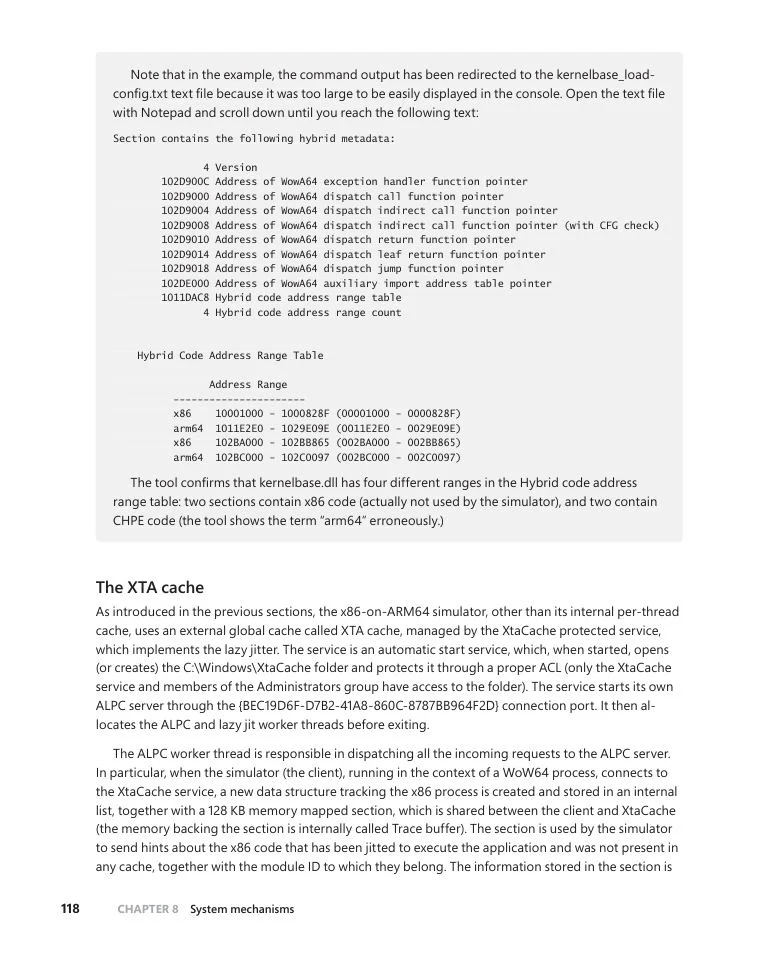 Note that in the example, the command output has been redirected to the kernelbase_load-
config.txt text file because it was too large to be easily displayed in the console. Open the text file
with Notepad and scroll down until you reach the following text:
Section contains the following hybrid metadata:
4 Version
102D900C Address of WowA64 exception handler function pointer
102D9000 Address of WowA64 dispatch call function pointer
102D9004 Address of WowA64 dispatch indirect call function pointer
102D9008 Address of WowA64 dispatch indirect call function pointer (with CFG check)
102D9010 Address of WowA64 dispatch return function pointer
102D9014 Address of WowA64 dispatch leaf return function pointer
102D9018 Address of WowA64 dispatch jump function pointer
102DE000 Address of WowA64 auxiliary import address table pointer
1011DAC8 Hybrid code address range table
4 Hybrid code address range count
Hybrid Code Address Range Table
Address Range
----------------------
x86 10001000 - 1000828F (00001000 - 0000828F)
arm64 1011E2E0 - 1029E09E (0011E2E0 - 0029E09E)
x86 102BA000 - 102BB865 (002BA000 - 002BB865)
arm64 102BC000 - 102C0097 (002BC000 - 002C0097)
The tool confirms that kernelbase.dll has four different ranges in the Hybrid code address
range table: two sections contain x86 code (actually not used by the simulator), and two contain
CHPE code (the tool shows the term “arm64” erroneously.)
The XTA cache
As introduced in the previous sections, the x86-on-ARM64 simulator, other than its internal per-thread
cache, uses an external global cache called XTA cache, managed by the XtaCache protected service,
which implements the lazy jitter. The service is an automatic start service, which, when started, opens
(or creates) the C:\Windows\XtaCache folder and protects it through a proper ACL (only the XtaCache
service and members of the Administrators group have access to the folder). The service starts its own
ALPC server through the {BEC19D6F-D7B2-41A8-860C-8787BB964F2D} connection port. It then al-
locates the ALPC and lazy jit worker threads before exiting.
The ALPC worker thread is responsible in dispatching all the incoming requests to the ALPC server.
In particular, when the simulator (the client), running in the context of a WoW64 process, connects to
the XtaCache service, a new data structure tracking the x86 process is created and stored in an internal
list, together with a 128 KB memory mapped section, which is shared between the client and XtaCache
(the memory backing the section is internally called Trace buffer). The section is used by the simulator
to send hints about the x86 code that has been jitted to execute the application and was not present in
any cache, together with the module ID to which they belong. The information stored in the section is
118 CHAPTER 8 System mechanisms